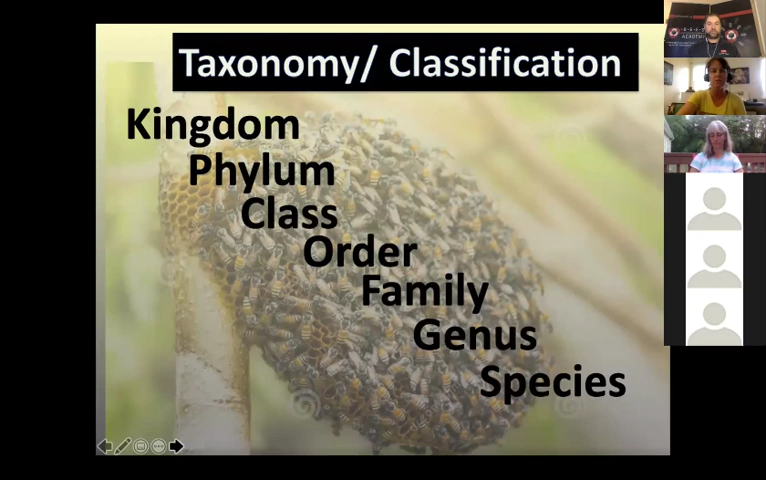 Taxonomy/ Classification
Kingdom
Phylum
Class
Order
Family
Genus
Species